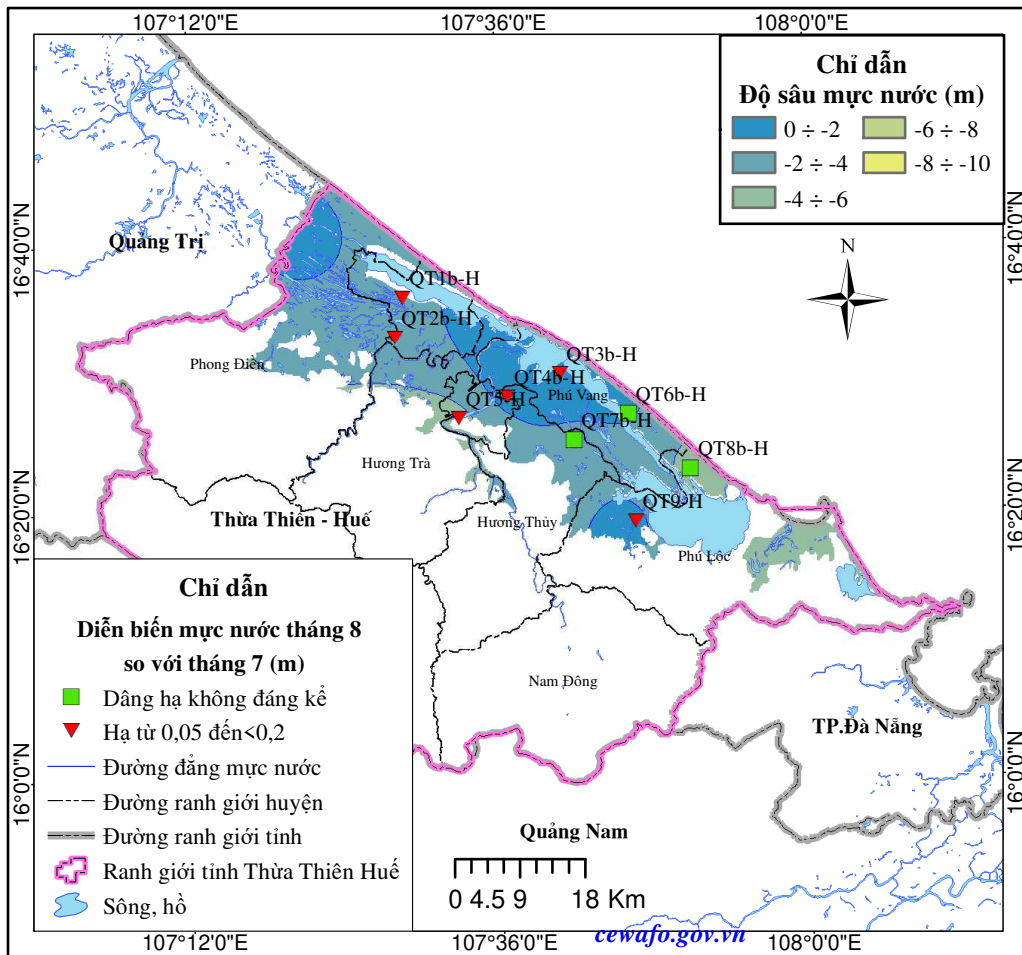 107°12'0"E 107°36'0"E 108°0'0"E
Chỉ dẫn
Độ sâu mực nước (m)
0 ÷ -2 -6 ÷ -8
-2 ÷ -4 -8 ÷ -10
-4 ÷ -6
16°40'0"N 16°40'0"N
Quảng Trị
N
QT1b-H
QT2b-H
Phong Điền
QT3b-H
QT4b-H
Phú Vang
QT5-H
QT6b-H
QT7b-H
QT8b-H
Hương Trà
16°20'0"N 16°20'0"N
Thừa Thiên - Huế
Hương Thủy
QT9-H
Phú Lộc
Nam Đông
TP.Đà Nẵng
Quảng Nam
Chỉ dẫn
Diễn biến mực nước tháng 8
so với tháng 7 (m)
Dâng hạ không đáng kể
Hạ từ 0,05 đến<0,2
Đường đẳng mực nước
Đường ranh giới huyện
Đường ranh giới tỉnh
Ranh giới tỉnh Thừa Thiên Huế
Sông, hồ
16°0'0"N 16°0'0"N
0 4.5 9 18 Km
cewafo.gov.vn
107°12'0"E 107°36'0"E 108°0'0"E